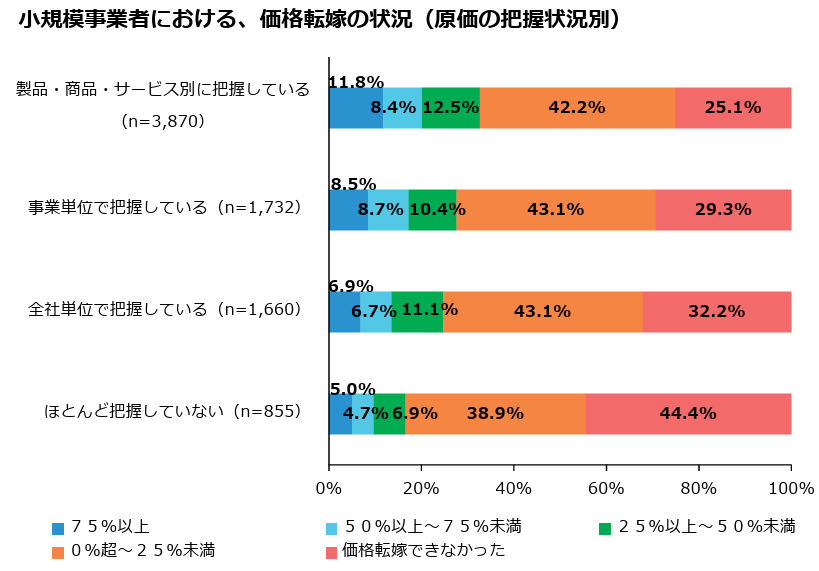 小規模事業者における、価格転嫁の状況（原価の把握状況別）
製品・商品・サービス別に把握している
（n=3,870）
11.8%
8.4%
12.5%
42.2%
25.1%
事業単位で把握している（n=1,732）
8.5%
8.7%
10.4%
43.1%
29.3%
全社単位で把握している（n=1,660）
6.9%
6.7%
11.1%
43.1%
32.2%
ほとんど把握していない（n=855）
5.0%
4.7%
6.9%
38.9%
44.4%
0% 20% 40% 60% 80% 100%
７５%以上
５０%以上～７５%未満
２５%以上～５０%未満
０%超～２５%未満
価格転嫁できなかった